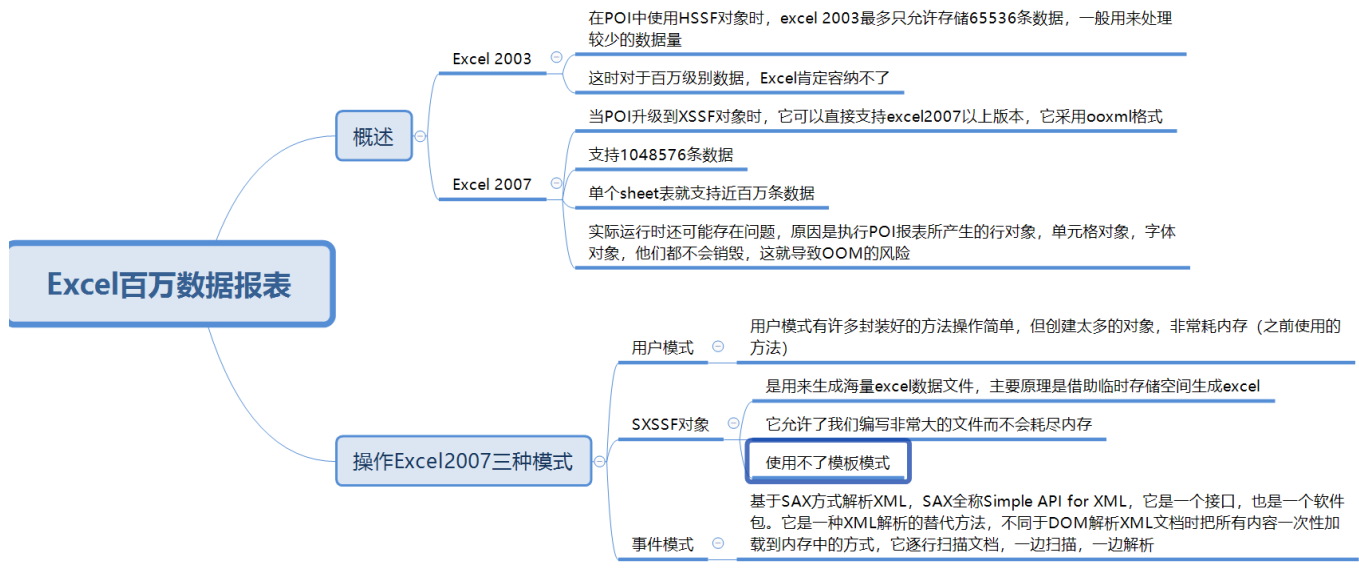 Excel百万数据报表
概述
Excel 2003
在POI中使用HSSF对象时，excel 2003最多只允许存储65536条数据，一般用来处理
较少的数据量
这时对于百万级别数据，Excel肯定容纳不了
Excel 2007
当POI升级到XSSF对象时，它可以直接支持excel2007以上版本，它采用ooxml格式
支持1048576条数据
单个sheet表就支持近百万条数据
实际运行时还可能存在问题，原因是执行POI报表所产生的行对象，单元格对象，字体
对象，他们都不会销毁，这就导致OOM的风险
操作Excel2007三种模式
用户模式
用户模式有许多封装好的方法操作简单，但创建太多的对象，非常耗内存（之前使用的
方法）
SXSSF对象
是用来生成海量excel数据文件，主要原理是借助临时存储空间生成excel
它允许了我们编写非常大的文件而不会耗尽内存
使用不了模板模式
事件模式
基于SAX方式解析XML，SAX全称Simple API for XML，它是一个接口，也是一个软件
包。它是一种XML解析的替代方法，不同于DOM解析XML文档时把所有内容一次性加
载到内存中的方式，它逐行扫描文档，一边扫描，一边解析